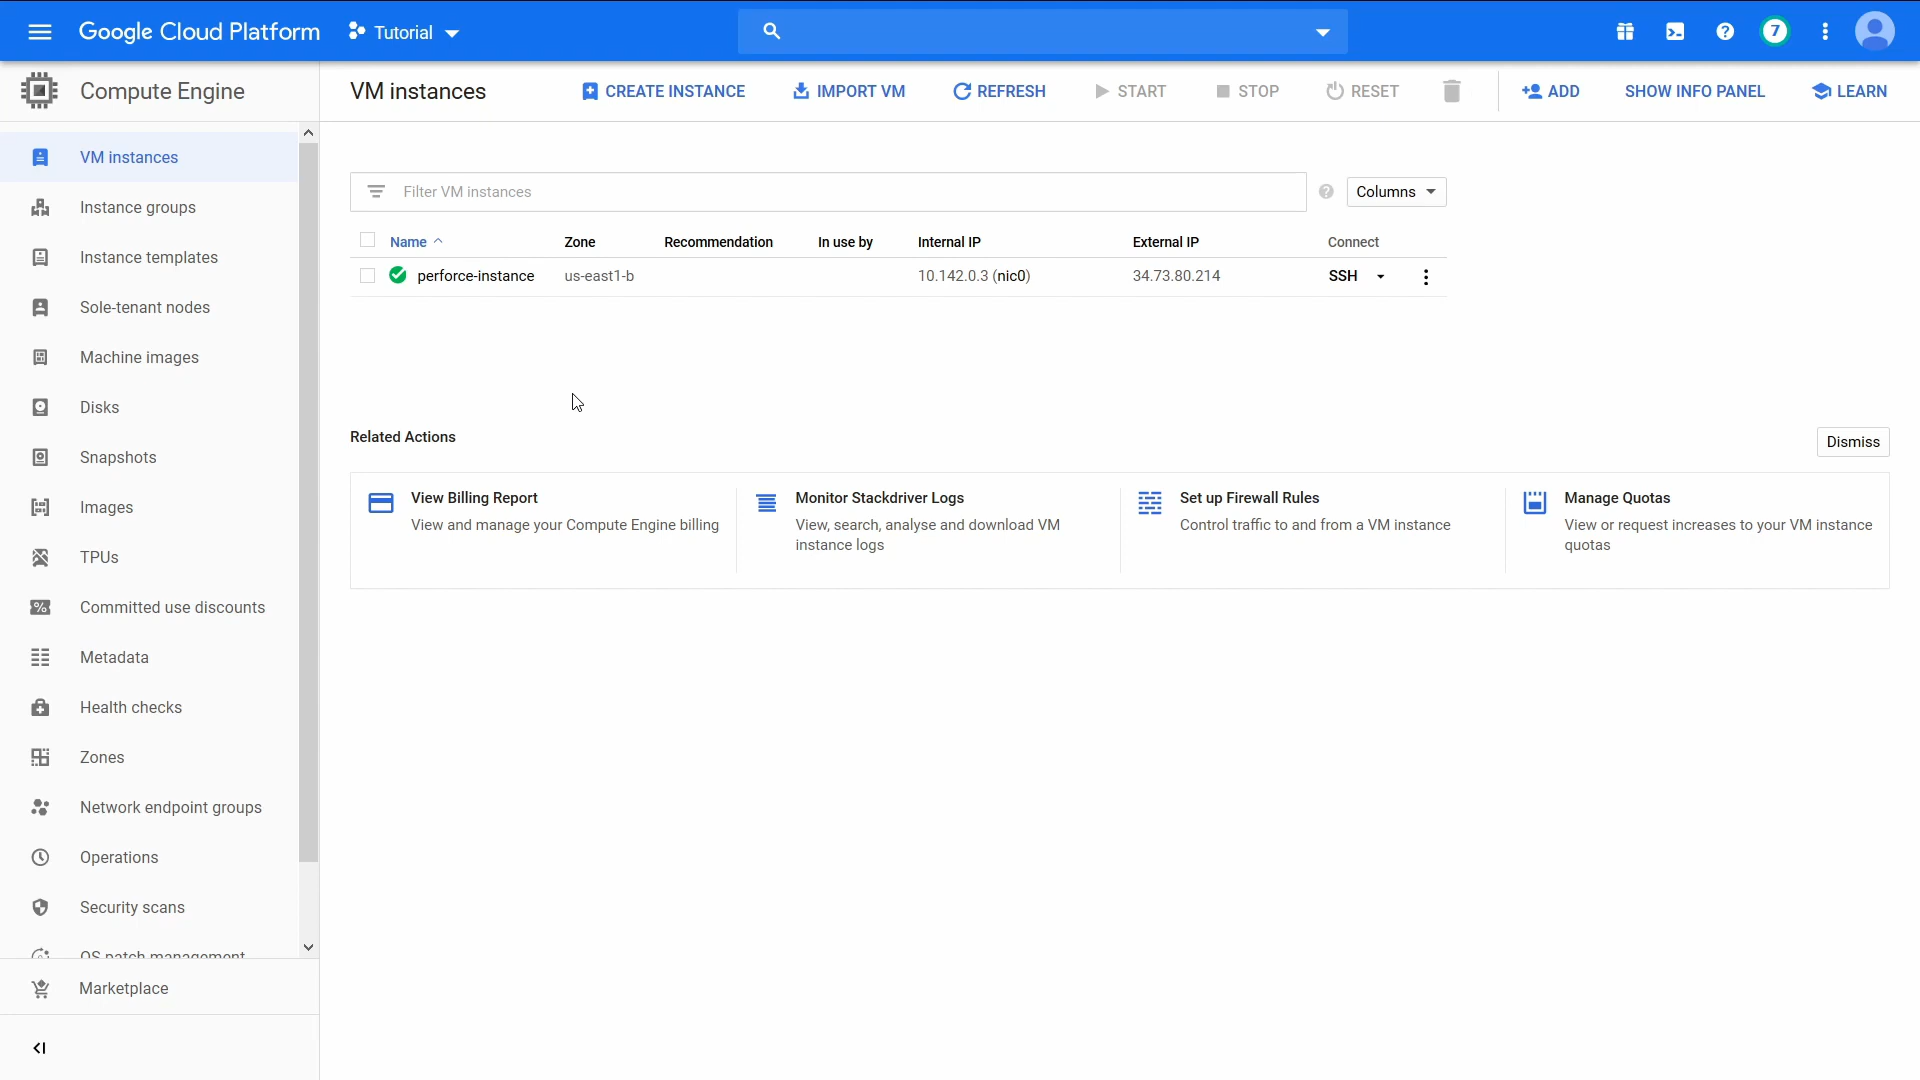 Google Cloud Platform
Tutorial
7
Compute Engine
VM instances
CREATE INSTANCE
IMPORT VM
REFRESH
START
STOP
RESET
ADD
SHOW INFO PANEL
LEARN
VM instances
Instance groups
Instance templates
Sole-tenant nodes
Machine images
Disks
Snapshots
Images
TPUs
Committed use discounts
Metadata
Health checks
Zones
Network endpoint groups
Operations
Security scans
OS patch management
Marketplace
Filter VM instances
Columns
Name Zone Recommendation In use by Internal IP External IP Connect
perforce-instance us-east1-b 10.142.0.3 (nic0) 34.73.80.214 SSH
Related Actions
Dismiss
View Billing Report
View and manage your Compute Engine billing
Monitor Stackdriver Logs
View, search, analyse and download VM
instance logs
Set up Firewall Rules
Control traffic to and from a VM instance
Manage Quotas
View or request increases to your VM instance
quotas